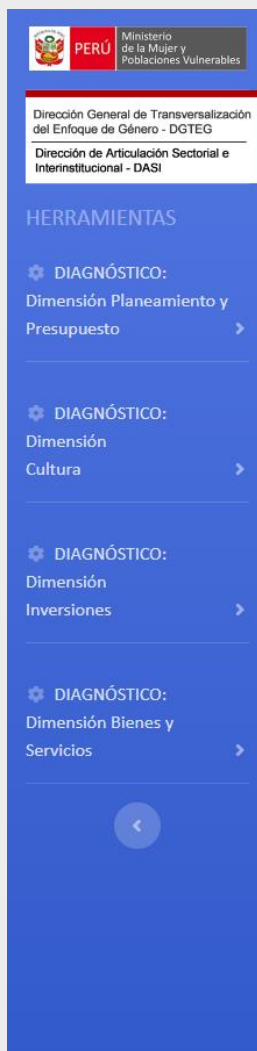 PERÚ
Ministerio
de la Mujer y
Poblaciones Vulnerables
Dirección General de Transversalización
del Enfoque de Género - DGTEG
Dirección de Articulación Sectorial e
Interinstitucional - DASI
HERRAMIENTAS
DIAGNÓSTICO:
Dimensión Planeamiento y
Presupuesto
DIAGNÓSTICO:
Dimensión
Cultura
DIAGNÓSTICO:
Dimensión
Inversiones
DIAGNÓSTICO:
Dimensión Bienes y
Servicios